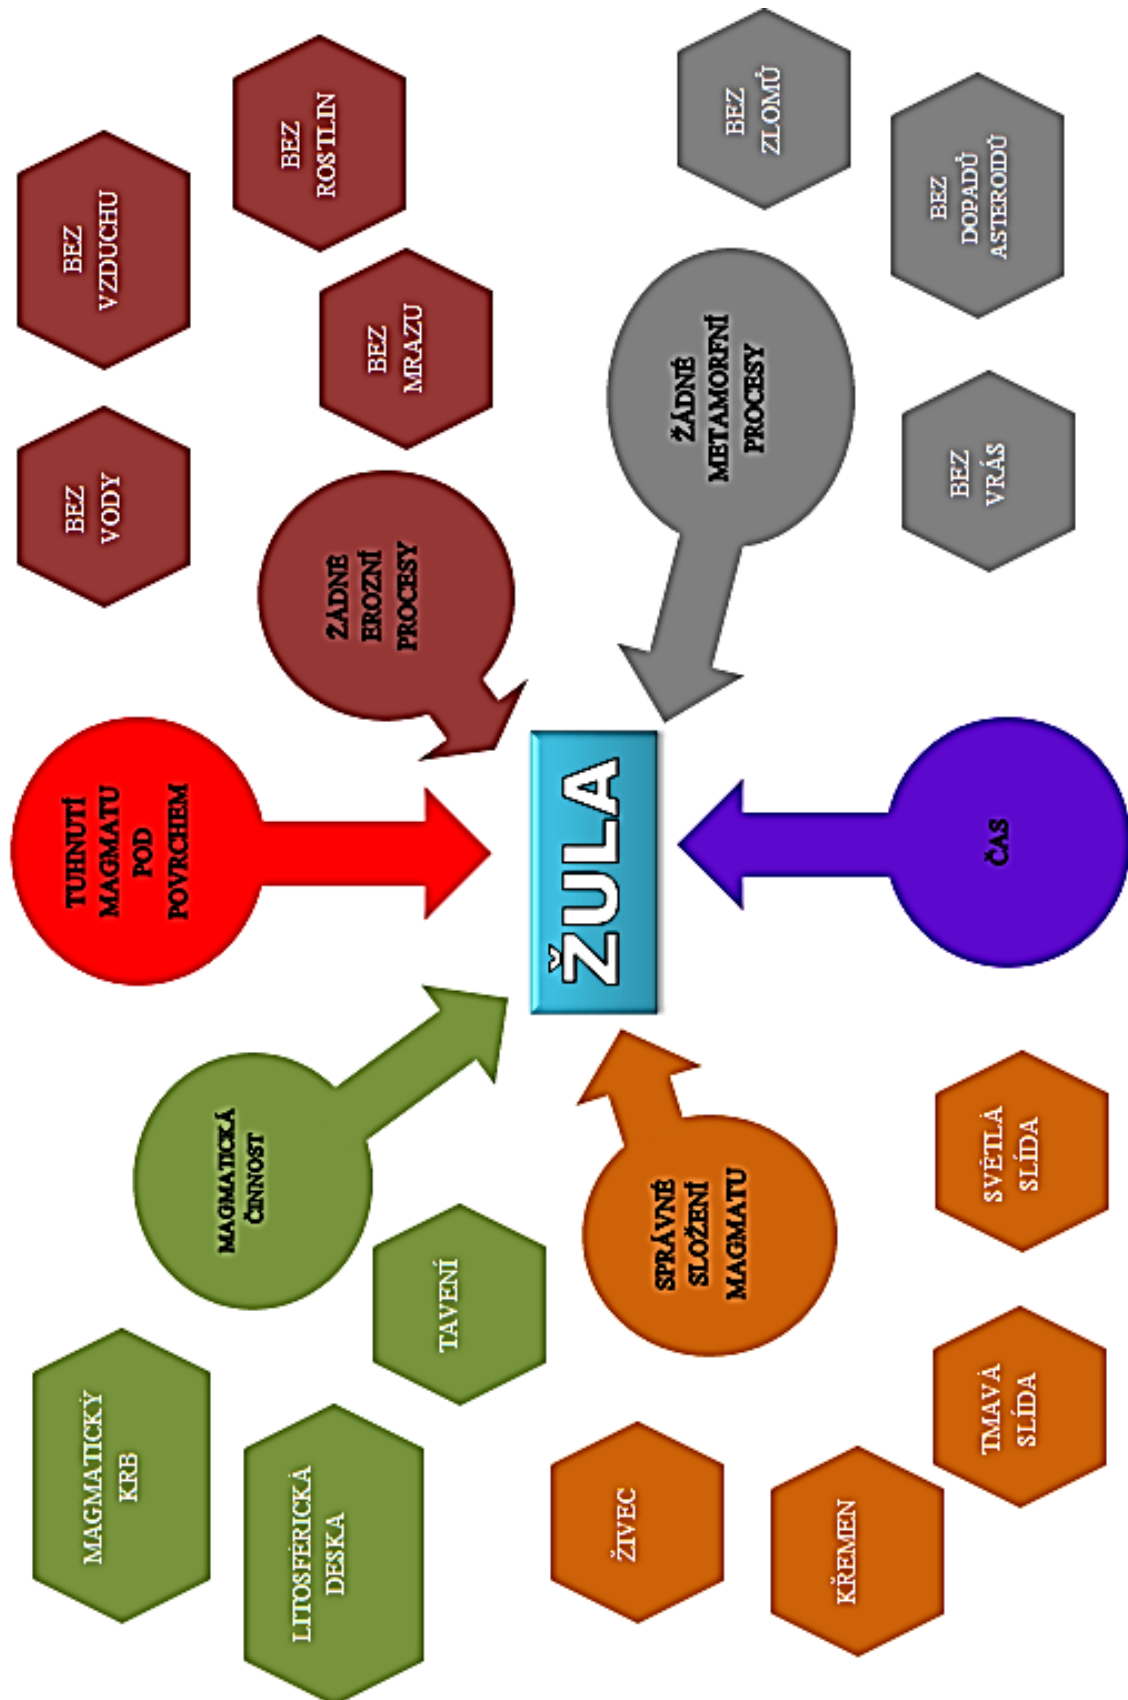 MAGMATICKÝ
KRB
LITOSFÉRICKÁ
DESKA
TAVENÍ
MAGMATICKÁ
ČINNOST
TUHNUTÍ
MAGMATU
POD
POVRCHEM
ŽÁDNÉ
EROZNÍ
PROCESY
BEZ
VODY
BEZ
VZDUCHU
BEZ
MRAZU
BEZ
ROSTLIN
ŽULA
ŽIVEC
KŘEMEN
TMAVÁ
SLÍDA
SVĚTLÁ
SLÍDA
SPRÁVNÉ
SLOŽENÍ
MAGMATU
ČAS
ŽÁDNÉ
METAMORFNÍ
PROCESY
BEZ
VRÁS
BEZ
DOPADŮ
ASTEROIDŮ
BEZ
ZLOMŮ